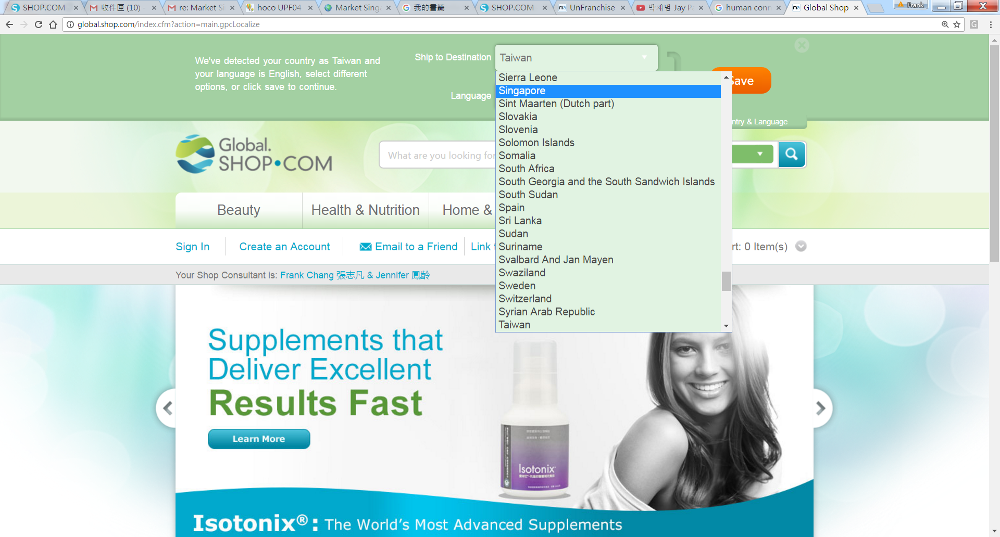 SHOP.COM
收件匣 (10) -
re: Market Si
hoco UPF04
Market Sing
我的書籤
SHOP.COM
UnFranchise
박재범 Jay P
human conn
Global Shop
Frank
global.shop.com/index.cfm?action=main.gpcLocalize
We've detected your country as Taiwan and
your language is English, select different
options, or click save to continue.
Ship to Destination
Taiwan
Language
Save
Sierra Leone
Singapore
Sint Maarten (Dutch part)
Slovakia
Slovenia
Solomon Islands
Somalia
South Africa
South Georgia and the South Sandwich Islands
South Sudan
Spain
Sri Lanka
Sudan
Suriname
Svalbard And Jan Mayen
Swaziland
Sweden
Switzerland
Syrian Arab Republic
Taiwan
ntry & Language
Global.
SHOP•COM
What are you looking for
Beauty
Health & Nutrition
Home &
Sign In
Create an Account
Email to a Friend
Link t
rt: 0 Item(s)
Your Shop Consultant is: Frank Chang 張志凡 & Jennifer 鳳齡
Supplements that
Deliver Excellent
Results Fast
Learn More
Isotonix
Isotonix®: The World's Most Advanced Supplements